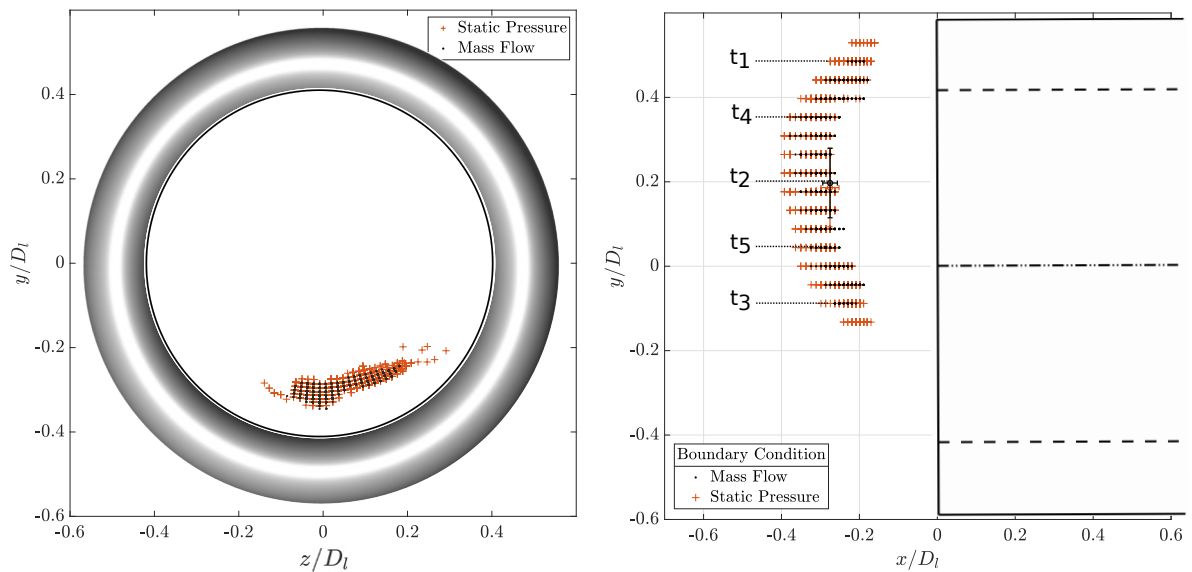 Static Pressure
Mass Flow
0.4
0.2
0
-0.2
-0.4
-0.6
y/D_l
-0.6
-0.4
-0.2
0
0.2
0.4
z/D_l
t1
t4
t2
t5
t3
0.4
0.2
0
-0.2
-0.4
-0.6
y/D_l
Boundary Condition
Mass Flow
Static Pressure
-0.6
-0.4
-0.2
0
0.2
0.4
0.6
x/D_l